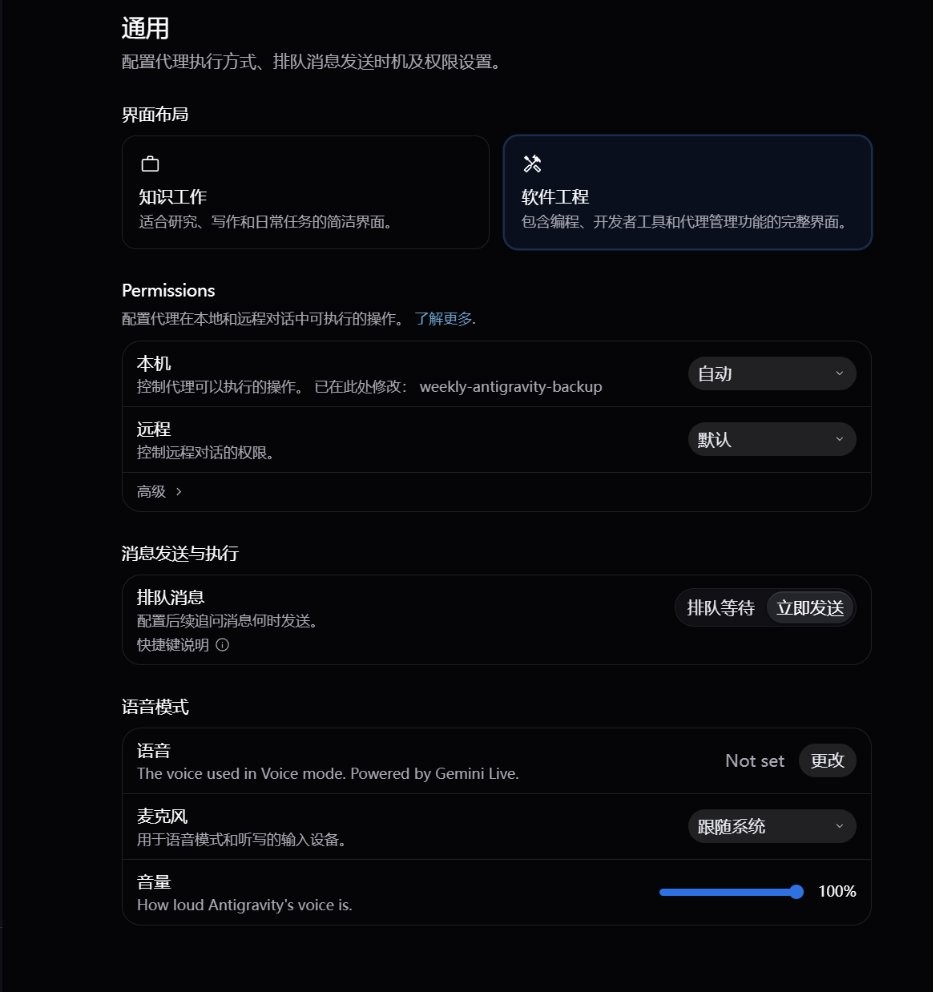 通用
配置代理执行方式、排队消息发送时机及权限设置。
界面布局
知识工作
适合研究、写作和日常任务的简洁界面。
软件工程
包含编程、开发者工具和代理管理功能的完整界面。
Permissions
配置代理在本地和远程对话中可执行的操作。 了解更多.
本机
控制代理可以执行的操作。 已在此处修改： weekly-antigravity-backup
自动
远程
控制远程对话的权限。
默认
高级
消息发送与执行
排队消息
配置后续追问消息何时发送。
快捷键说明
排队等待 立即发送
语音模式
语音
The voice used in Voice mode. Powered by Gemini Live.
Not set 更改
麦克风
用于语音模式和听写的输入设备。
跟随系统
音量
How loud Antigravity's voice is.
100%